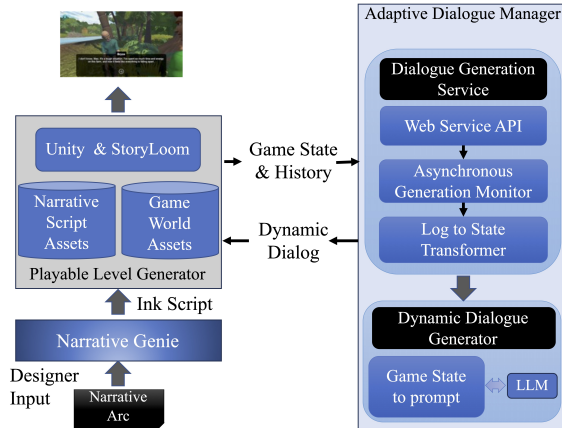 Adaptive Dialogue Manager
Dialogue Generation
Service
Web Service API
Asynchronous
Generation Monitor
Log to State
Transformer
Dynamic Dialogue
Generator
Game State
to prompt
LLM
Unity & StoryLoom
Narrative
Script
Assets
Game
World
Assets
Playable Level Generator
Game State
& History
Dynamic
Dialog
Ink Script
Narrative Genie
Designer
Input
Narrative
Arc